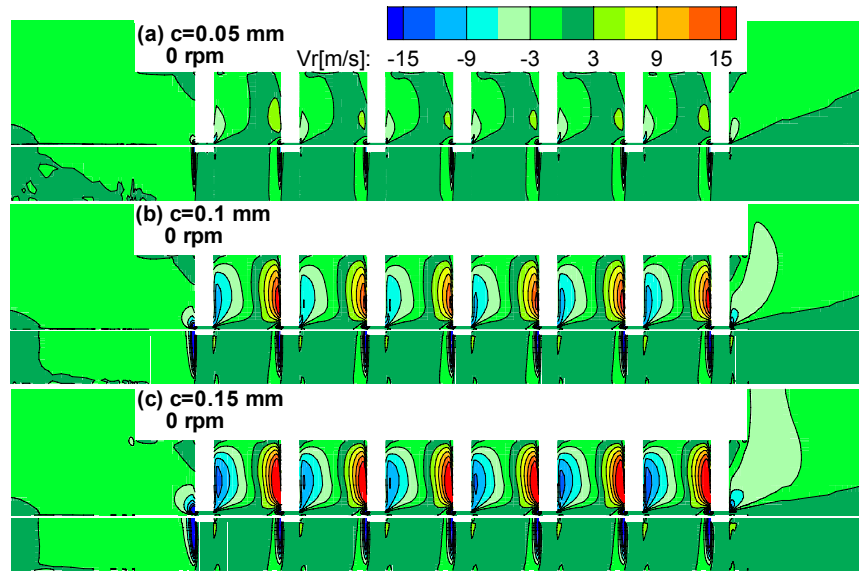 (a) c=0.05 mm
0 rpm
Vr[m/s]: -15 -9 -3 3 9 15
(b) c=0.1 mm
0 rpm
(c) c=0.15 mm
0 rpm